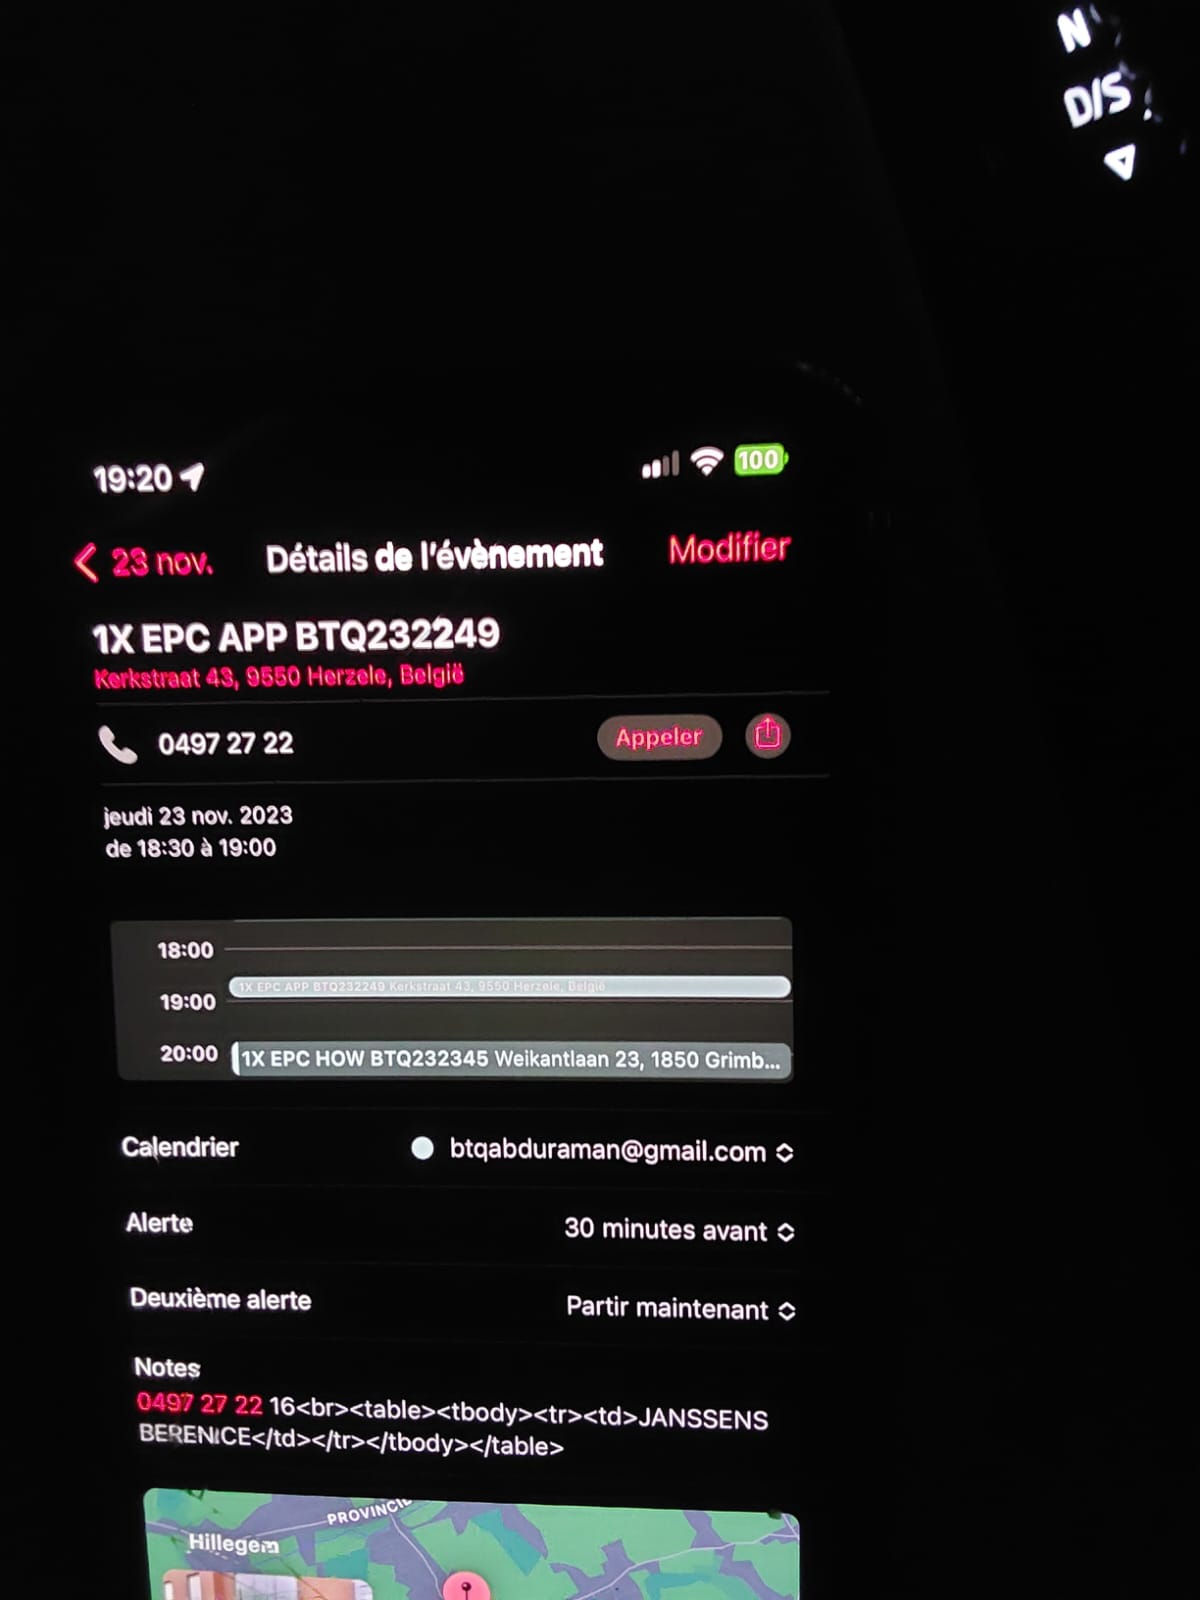 N
D/S
19:20
100
23 nov.
Détails de l'évènement
Modifier
1X EPC APP BTQ232249
Kerkstraat 43, 9550 Herzele, België
0497 27 22
Appeler
jeudi 23 nov. 2023
de 18:30 à 19:00
18:00
1X EPC APP BTQ232249 Kerkstraat 43, 9550 Herzele, België
19:00
20:00
1X EPC HOW BTQ232345 Weikantlaan 23, 1850 Grimb...
Calendrier
btqabduraman@gmail.com
Alerte
30 minutes avant
Deuxième alerte
Partir maintenant
Notes
0497 27 22 16<br><table><tbody><tr><td>JANSSENS
BERENICE</td></tr></tbody></table>
PROVINCIE
Hillegem